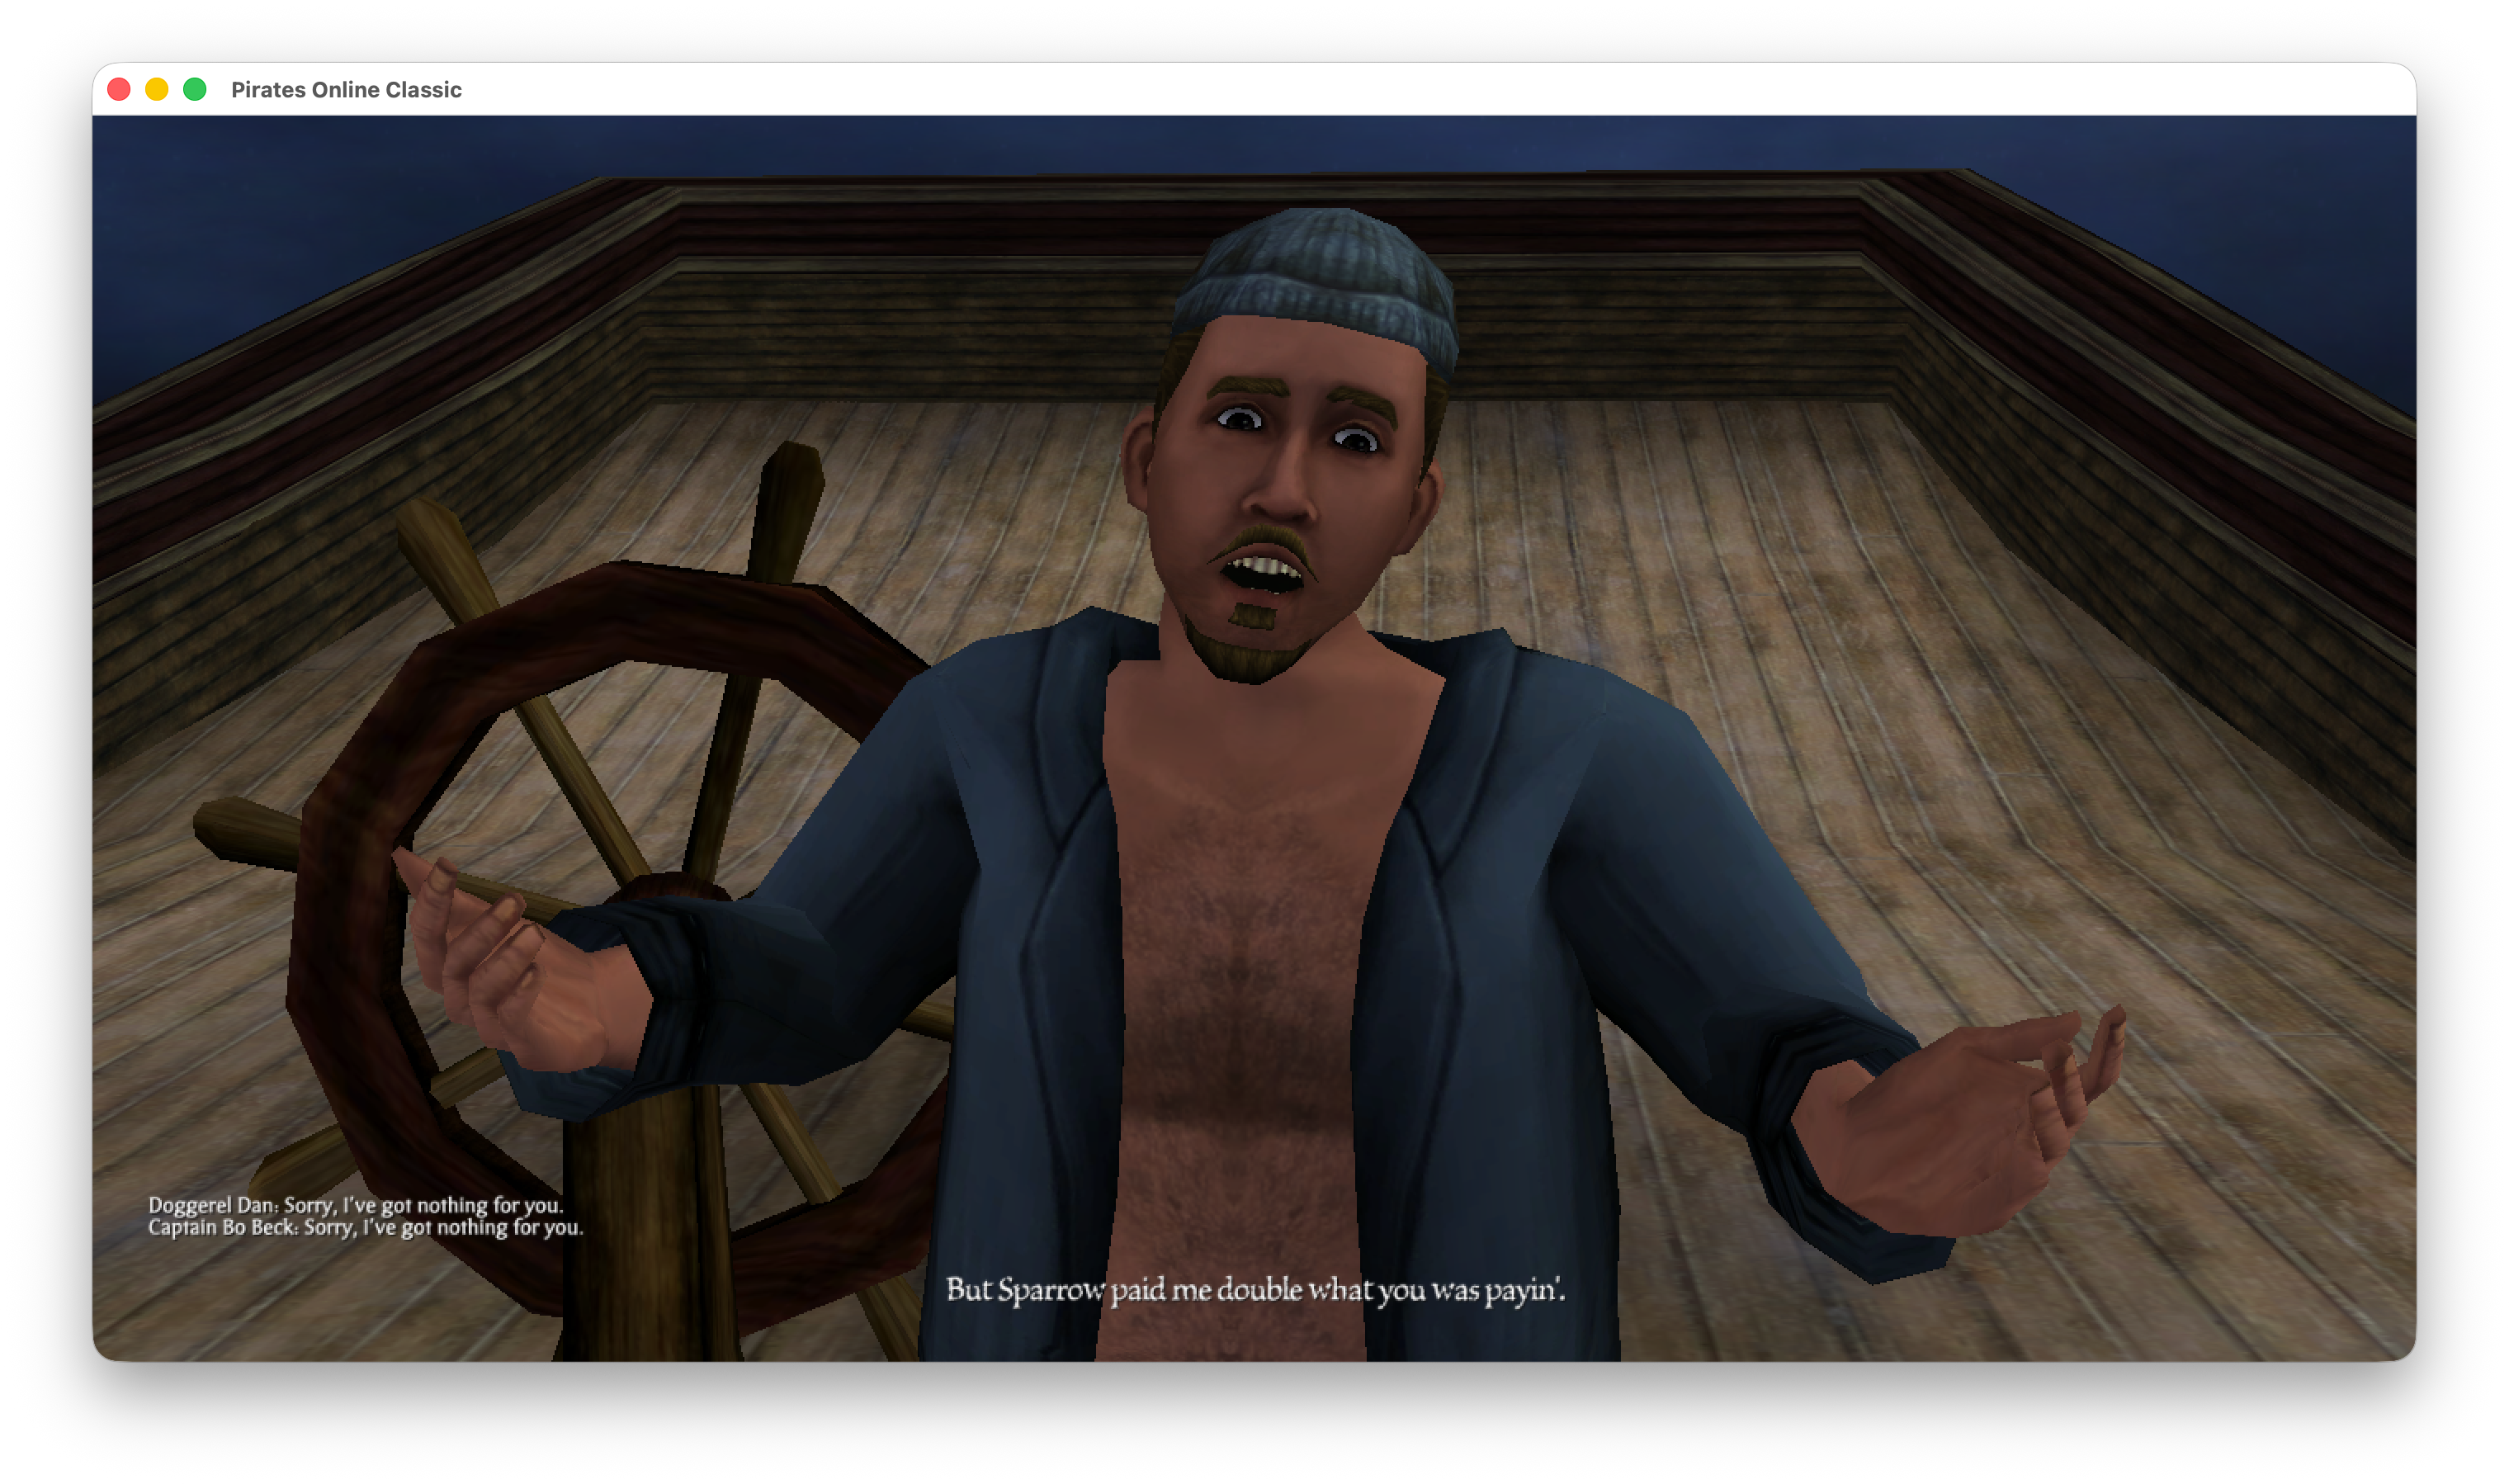 Pirates Online Classic
Doggerel Dan: Sorry, I've got nothing for you.
Captain Bo Beck: Sorry, I've got nothing for you.
But Sparrow paid me double what you was payin'.